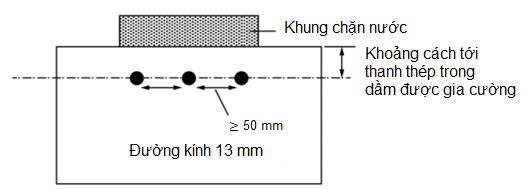 Khung chặn nước
Khoảng cách tới
thanh thép trong
dầm được gia cường
≥ 50 mm
Đường kính 13 mm